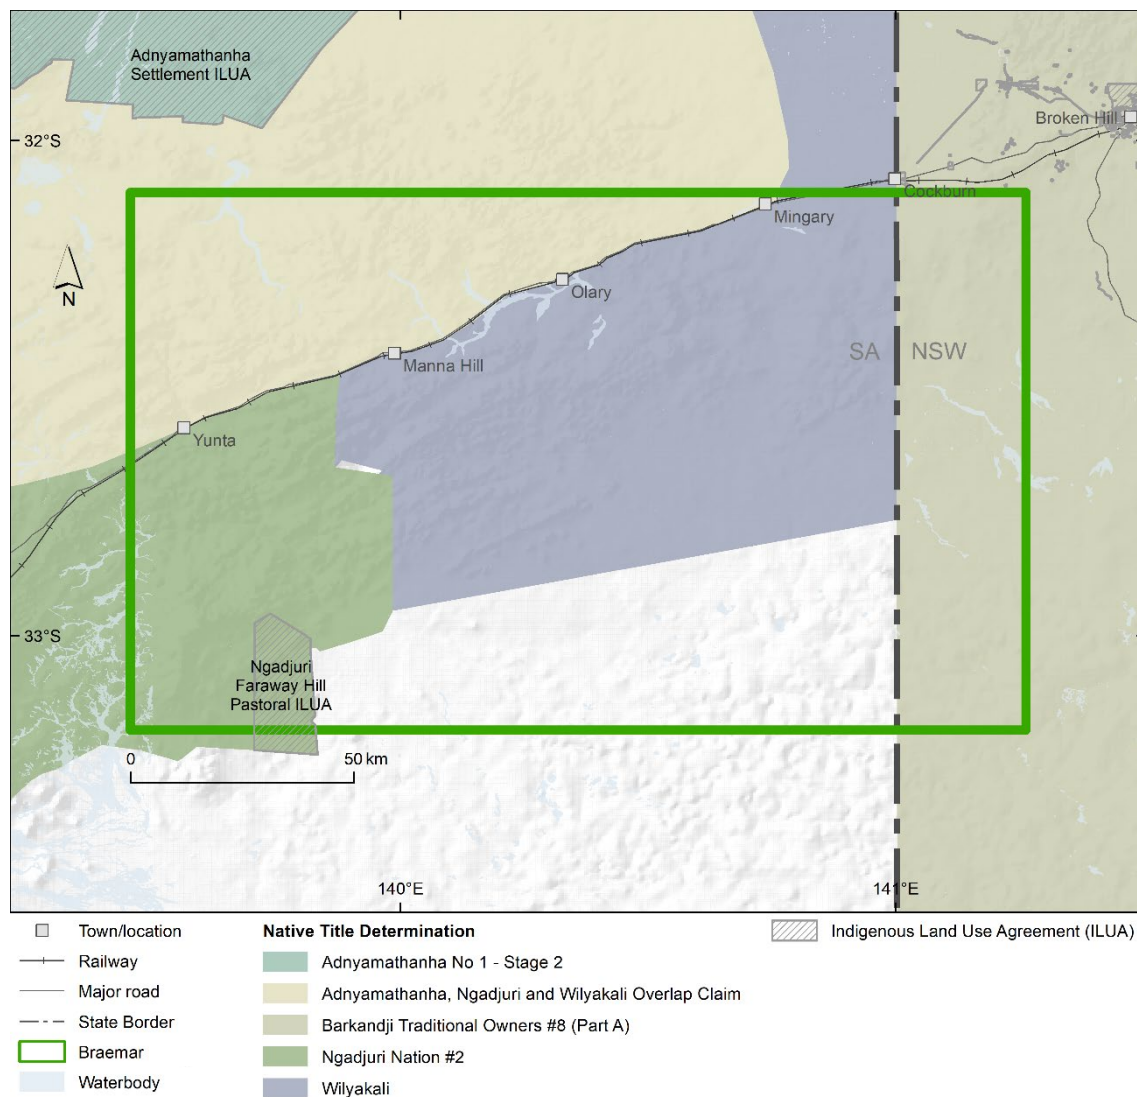 Adnyamathanha
Settlement ILUA
32°S
Broken Hill
Cockburn
Mingary
N
Olary
SA
NSW
Manna Hill
Yunta
33°S
Ngadjuri
Faraway Hill
Pastoral ILUA
0
50 km
140°E
141°E
Town/location
Railway
Major road
State Border
Braemar
Waterbody
Native Title Determination
Adnyamathanha No 1 - Stage 2
Adnyamathanha, Ngadjuri and Wilyakali Overlap Claim
Barkandji Traditional Owners #8 (Part A)
Ngadjuri Nation #2
Wilyakali
Indigenous Land Use Agreement (ILUA)